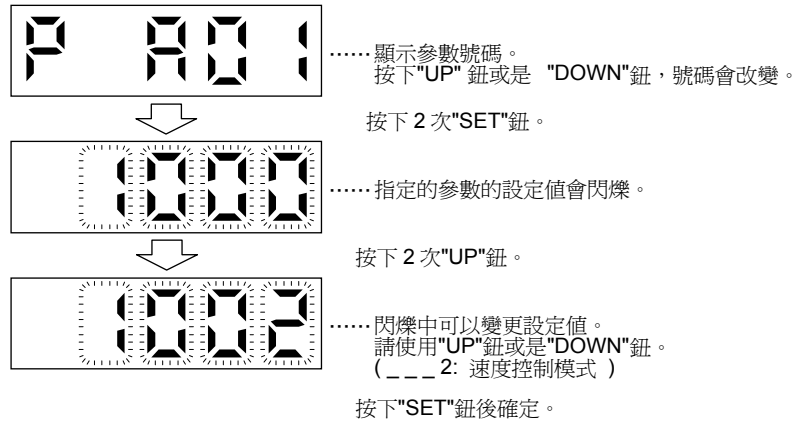 P A01
……顯示參數號碼。
按下"UP" 鈕或是 "DOWN"鈕，號碼會改變。
按下 2 次"SET"鈕。
1000
……指定的參數的設定值會閃爍。
按下 2 次"UP"鈕。
1002
……閃爍中可以變更設定值。
請使用"UP"鈕或是"DOWN"鈕。
( _ _ _ 2: 速度控制模式 )
按下"SET"鈕後確定。